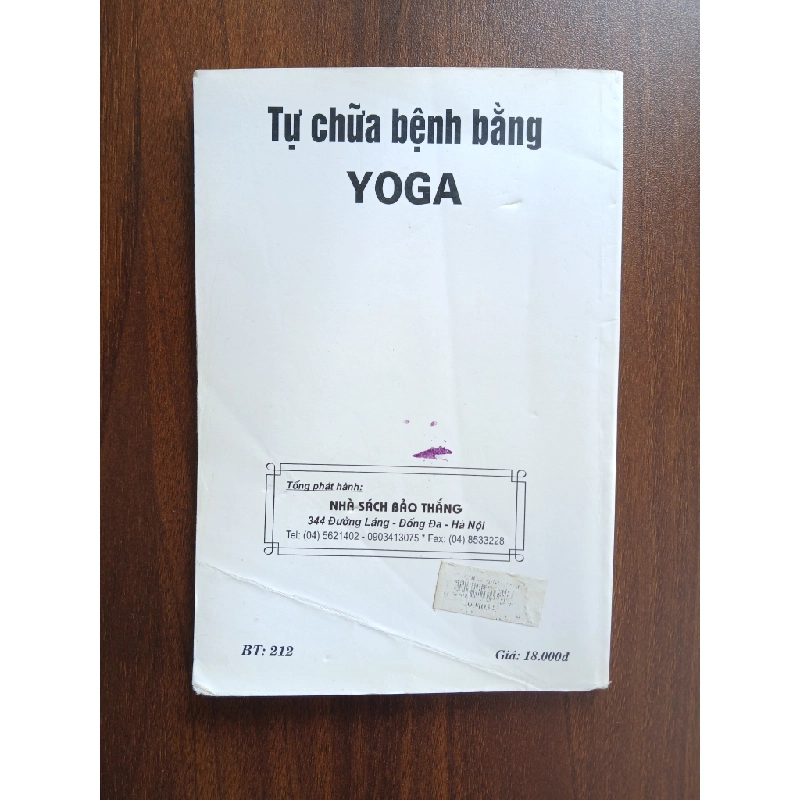 Tự chữa bệnh bằng
YOGA
Tổng phát hành:
NHÀ SÁCH BẢO THẮNG
344 Đường Láng - Đống Đa - Hà Nội
Tel: (04) 5621402 - 0903413075 * Fax: (04) 8533228
BT: 212
Giá: 18.000đ